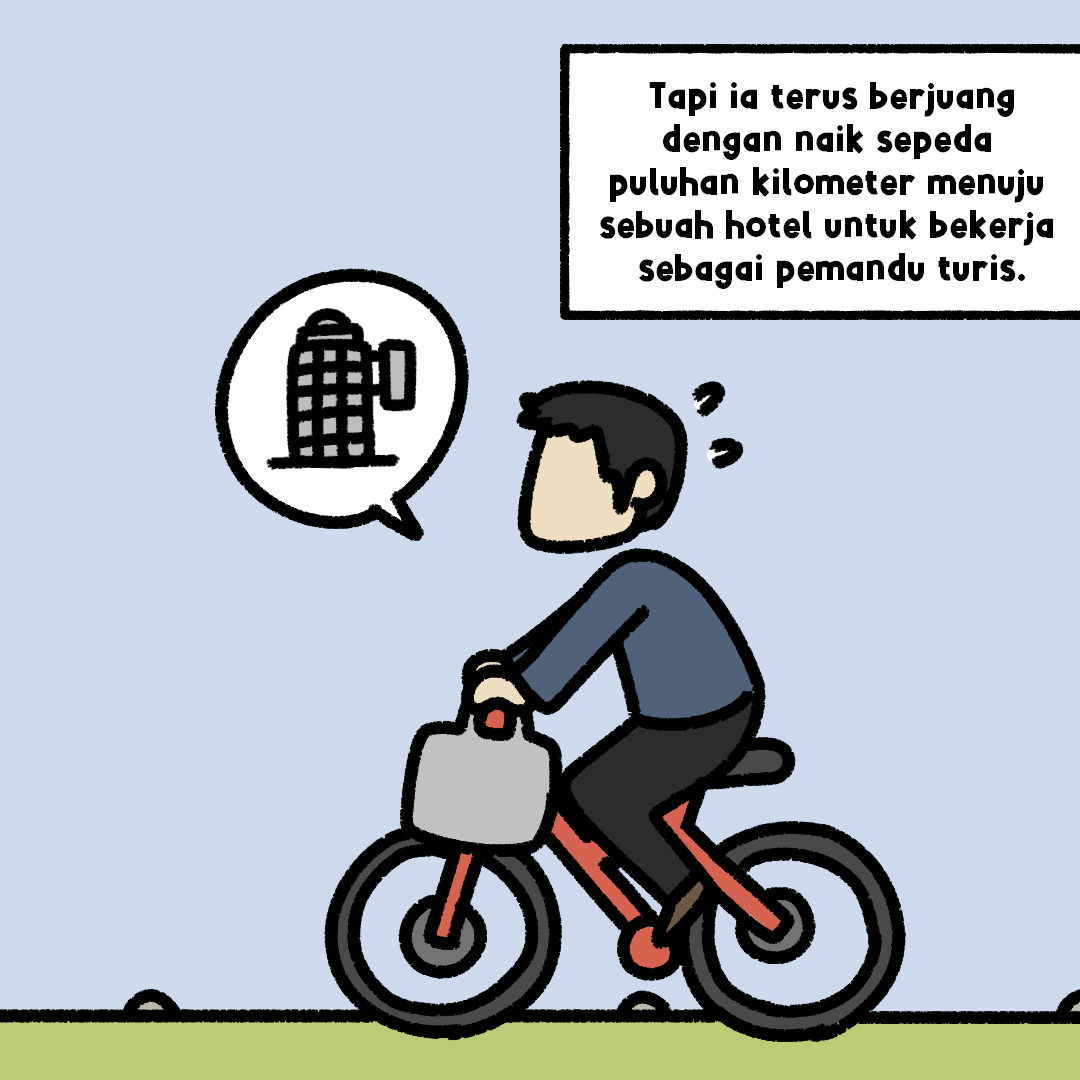 Tapi ia terus berjuang
dengan naik sepeda
puluhan kilometer menuju
sebuah hotel untuk bekerja
sebagai pemandu turis.